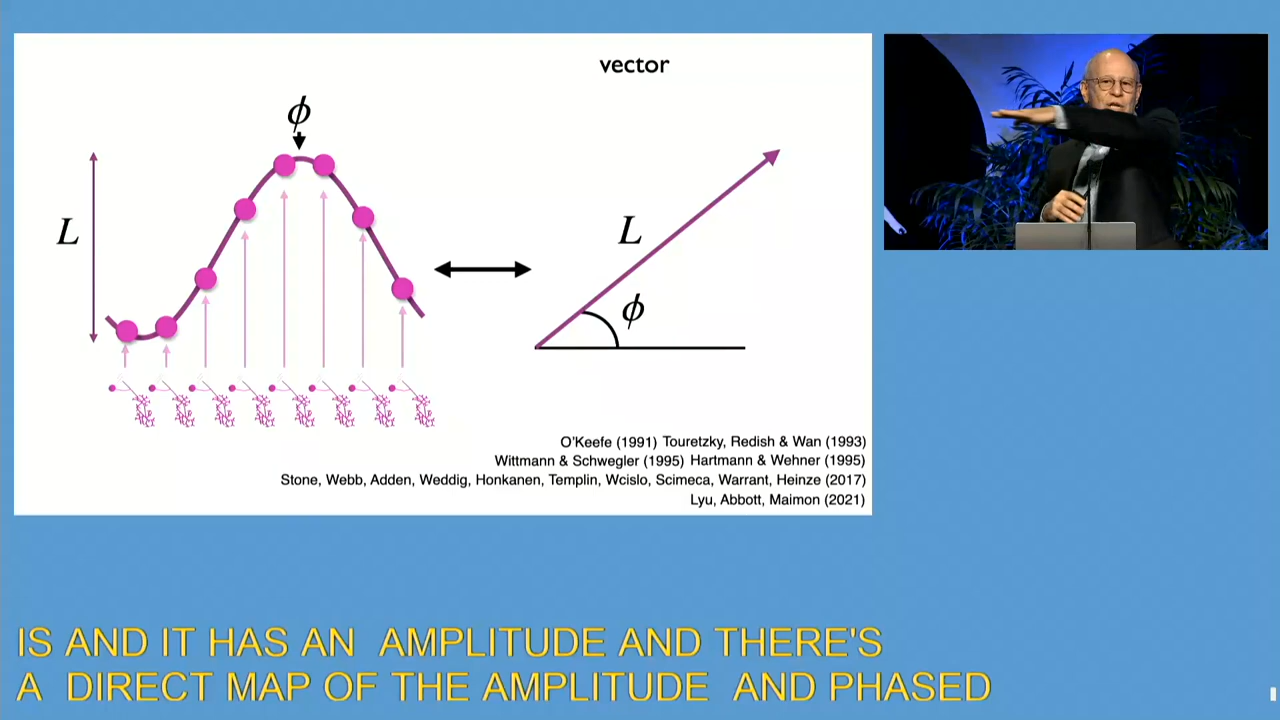 vector
ϕ
L
L
ϕ
O'Keefe (1991) Touretzky, Redish & Wan (1993)
Wittmann & Schwegler (1995) Hartmann & Wehner (1995)
Stone, Webb, Adden, Weddig, Honkanen, Templin, Wcislo, Scimeca, Warrant, Heinze (2017)
Lyu, Abbott, Maimon (2021)
IS AND IT HAS AN AMPLITUDE AND THERE'S
A DIRECT MAP OF THE AMPLITUDE AND PHASED